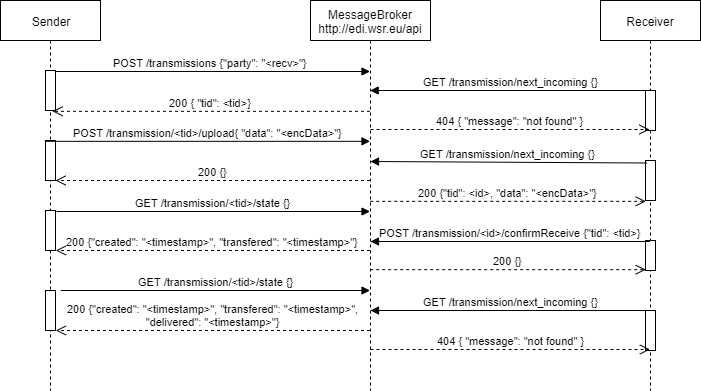 Sender
MessageBroker
http://edi.wsr.eu/api
Receiver
POST /transmissions {"party": "<recv>"}
GET /transmission/next_incoming {}
200 { "tid": <tid>}
404 { "message": "not found" }
POST /transmission/<tid>/upload{ "data": "<encData>"}
GET /transmission/next_incoming {}
200 {}
200 {"tid": <id>, "data": "<encData>"}
GET /transmission/<tid>/state {}
POST /transmission/<id>/confirmReceive {"tid": <tid>}
200 {"created": "<timestamp>", "transfered": "<timestamp>"}
200 {}
GET /transmission/<tid>/state {}
GET /transmission/next_incoming {}
200 {"created": "<timestamp>", "transfered": "<timestamp>",
"delivered": "<timestamp>"}
404 { "message": "not found" }